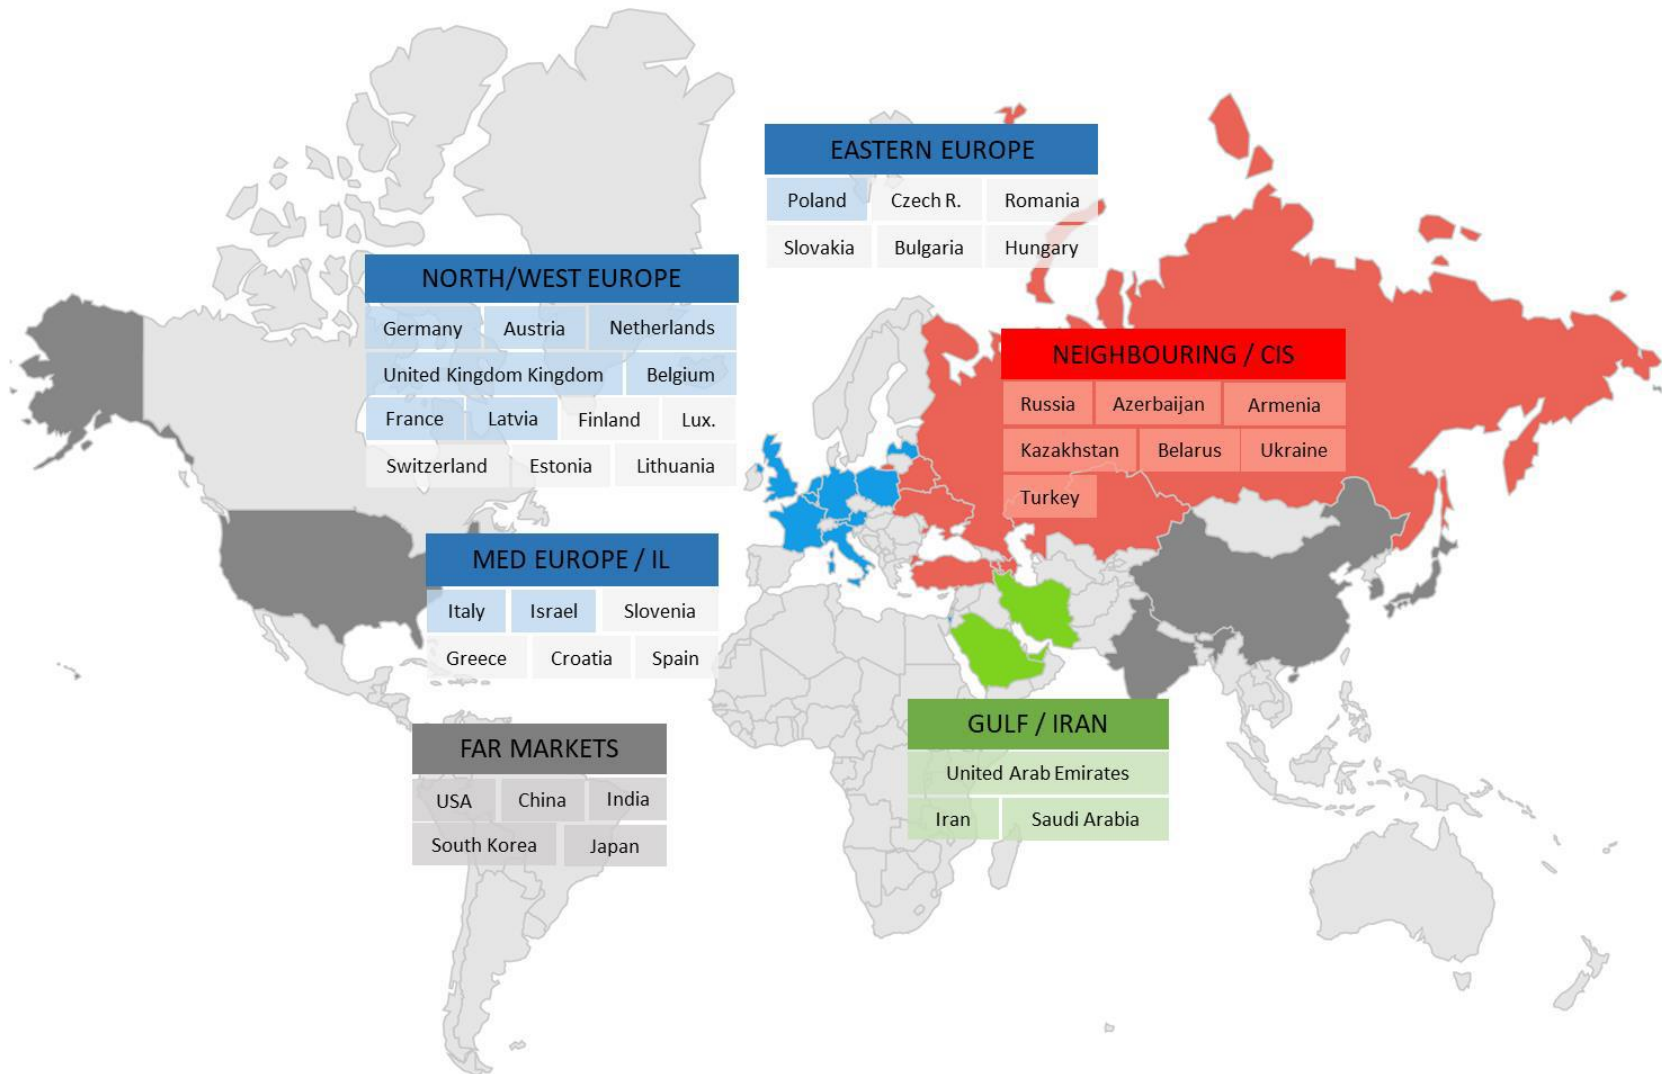 EASTERN EUROPE
Poland Czech R. Romania
Slovakia Bulgaria Hungary
NORTH/WEST EUROPE
Germany Austria Netherlands
United Kingdom Kingdom Belgium
France Latvia Finland Lux.
Switzerland Estonia Lithuania
NEIGHBOURING / CIS
Russia Azerbaijan Armenia
Kazakhstan Belarus Ukraine
Turkey
MED EUROPE / IL
Italy Israel Slovenia
Greece Croatia Spain
GULF / IRAN
United Arab Emirates
Iran Saudi Arabia
FAR MARKETS
USA China India
South Korea Japan